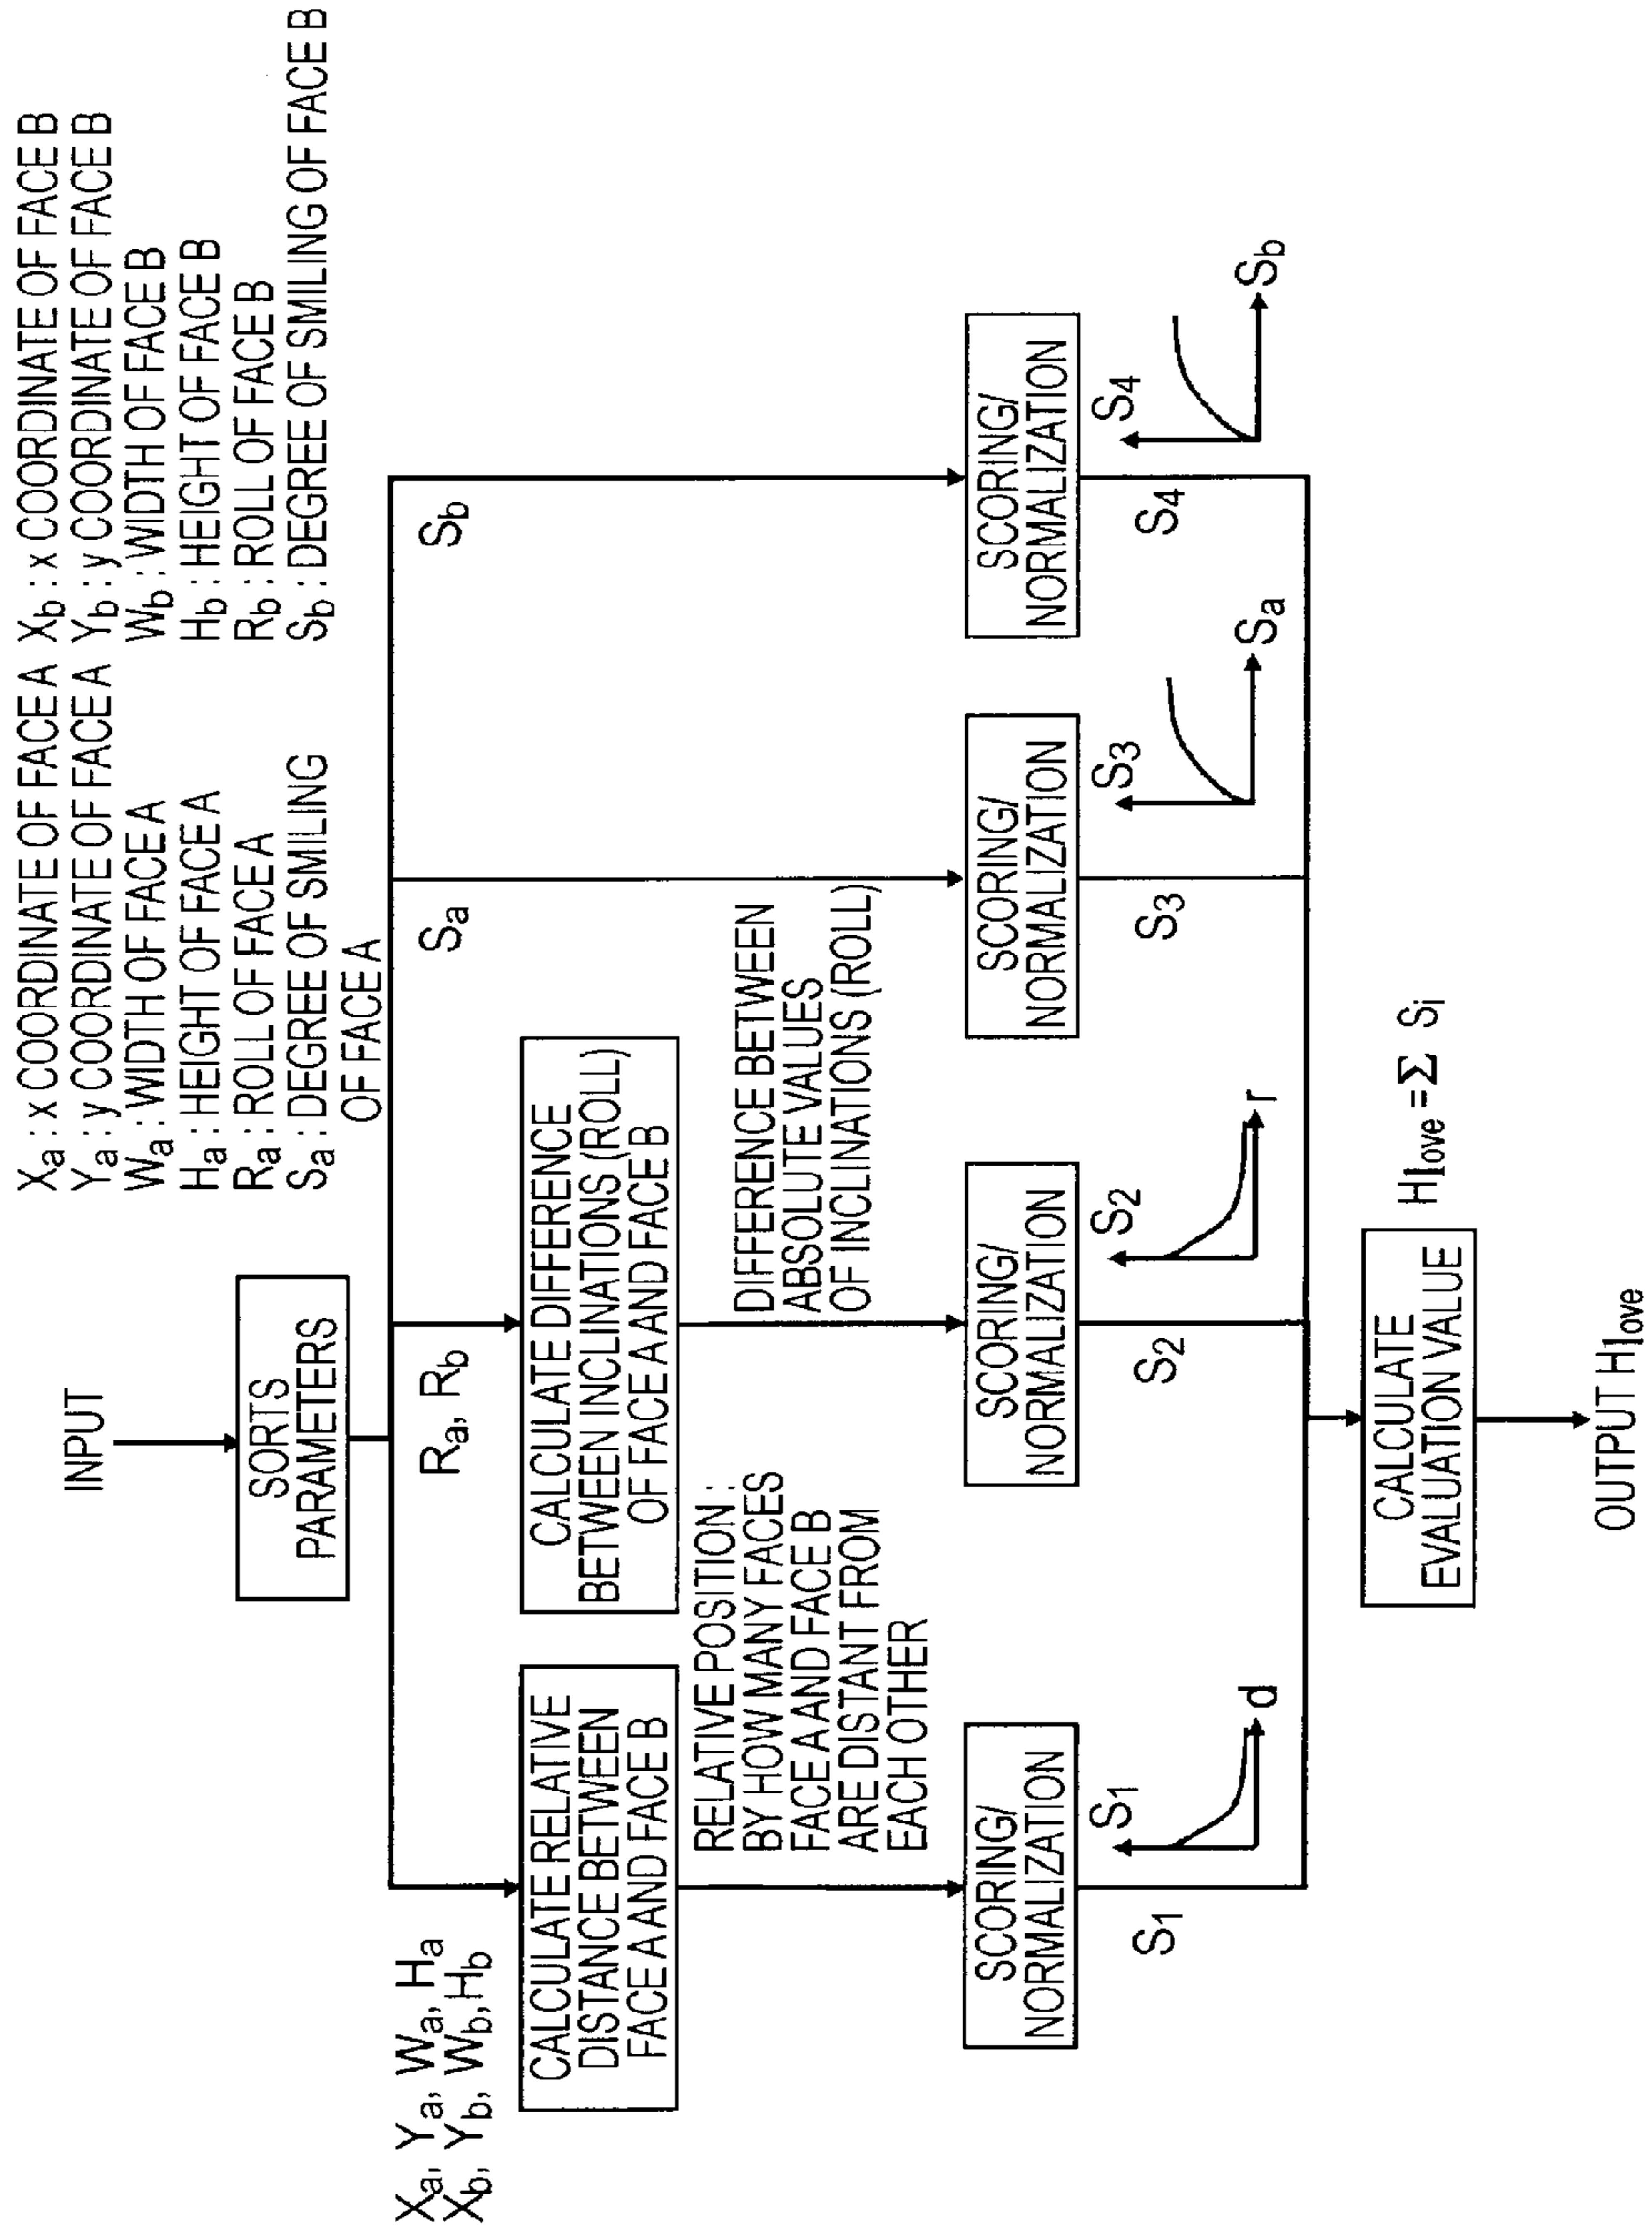 INPUT
SORTS
PARAMETERS
Xa : x COORDINATE OF FACE A Xb : x COORDINATE OF FACE B
Ya : y COORDINATE OF FACE A Yb : y COORDINATE OF FACE B
Wa : WIDTH OF FACE A Wb : WIDTH OF FACE B
Ha : HEIGHT OF FACE A Hb : HEIGHT OF FACE B
Ra : ROLL OF FACE A Rb : ROLL OF FACE B
Sa : DEGREE OF SMILING Sb : DEGREE OF SMILING OF FACE B
OF FACE A
Xa, Ya, Wa, Ha
Xb, Yb, Wb, Hb
Ra, Rb
Sa
Sb
CALCULATE RELATIVE
DISTANCE BETWEEN
FACE A AND FACE B
CALCULATE DIFFERENCE
BETWEEN INCLINATIONS (ROLL)
OF FACE A AND FACE B
RELATIVE POSITION :
BY HOW MANY FACES
FACE A AND FACE B
ARE DISTANT FROM
EACH OTHER
DIFFERENCE BETWEEN
ABSOLUTE VALUES
OF INCLINATIONS (ROLL)
SCORING/
NORMALIZATION
SCORING/
NORMALIZATION
SCORING/
NORMALIZATION
SCORING/
NORMALIZATION
S1
S1
d
S2
S2
r
S3
S3
Sa
S4
S4
Sb
CALCULATE
EVALUATION VALUE
Hlove = Σ Si
OUTPUT Hlove